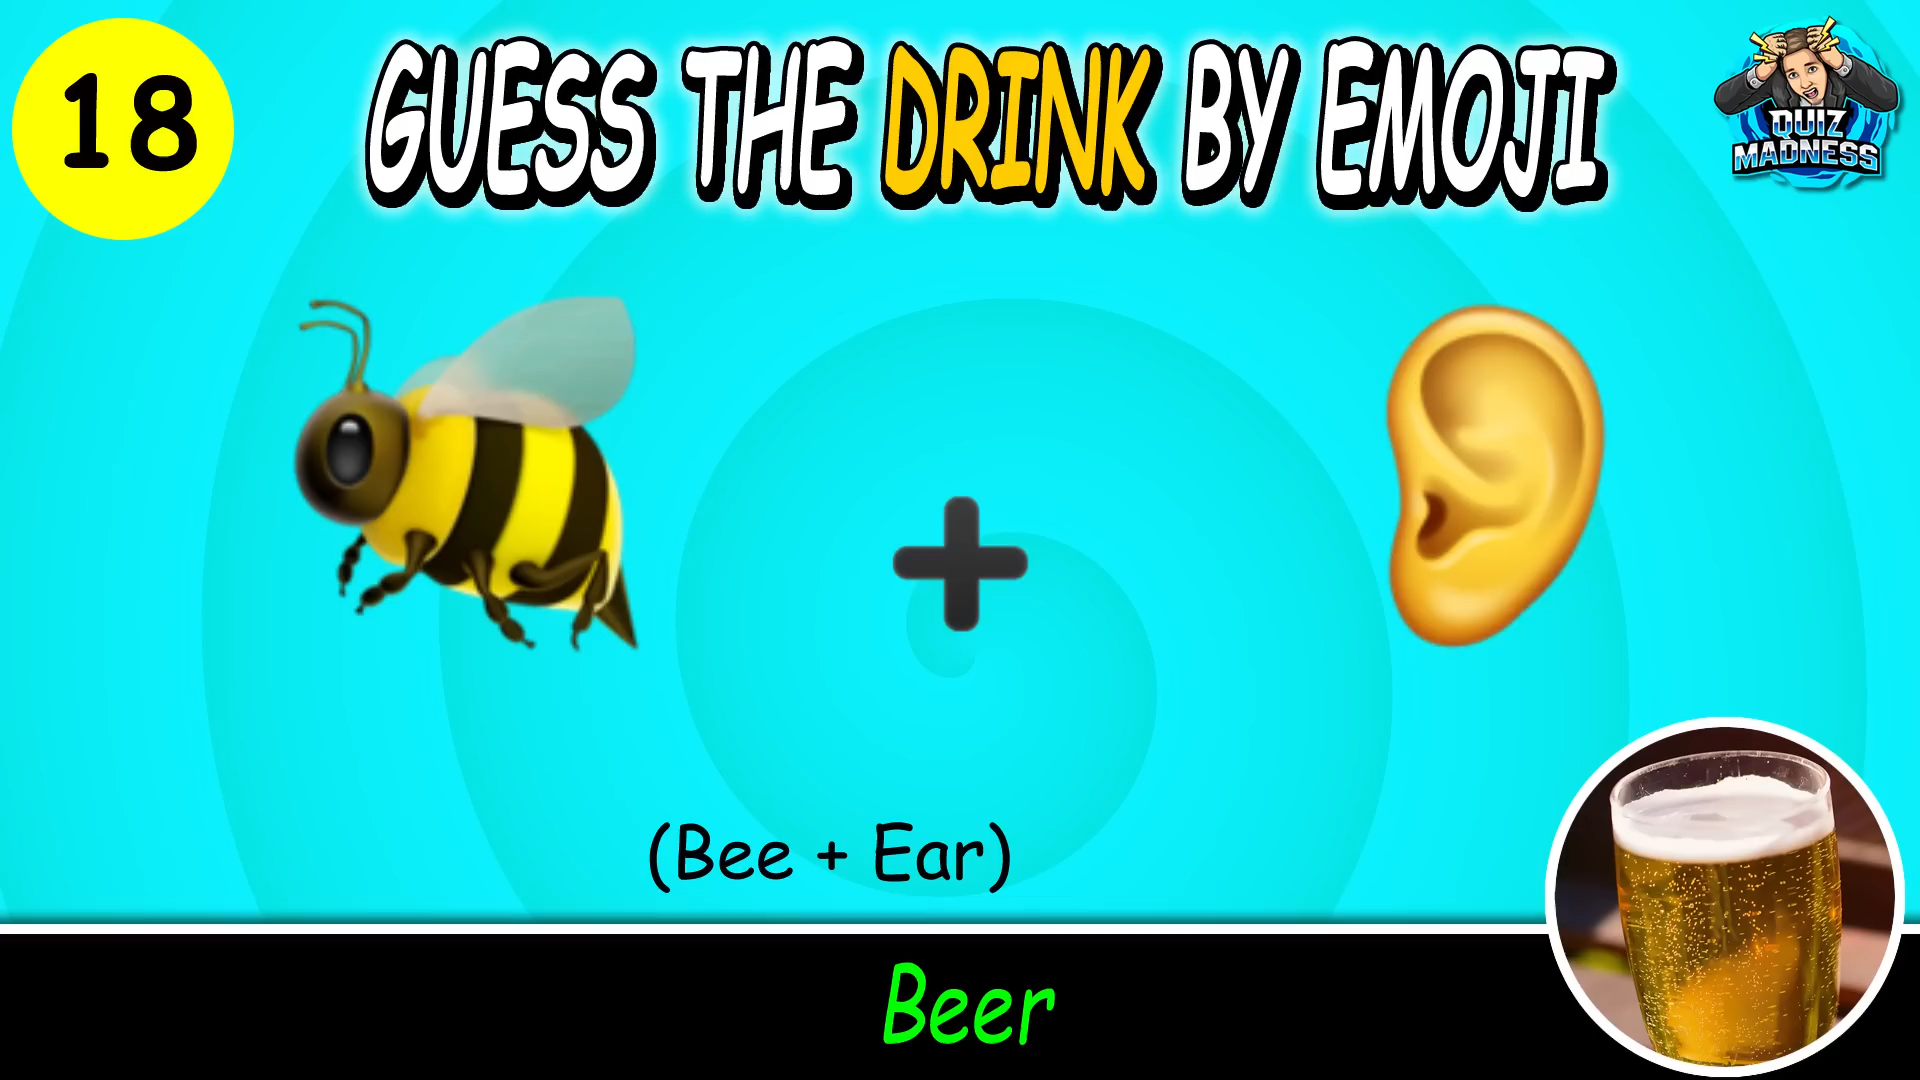 18
GUESS THE DRINK BY EMOJI
QUIZ
MADNESS
(Bee + Ear)
Beer